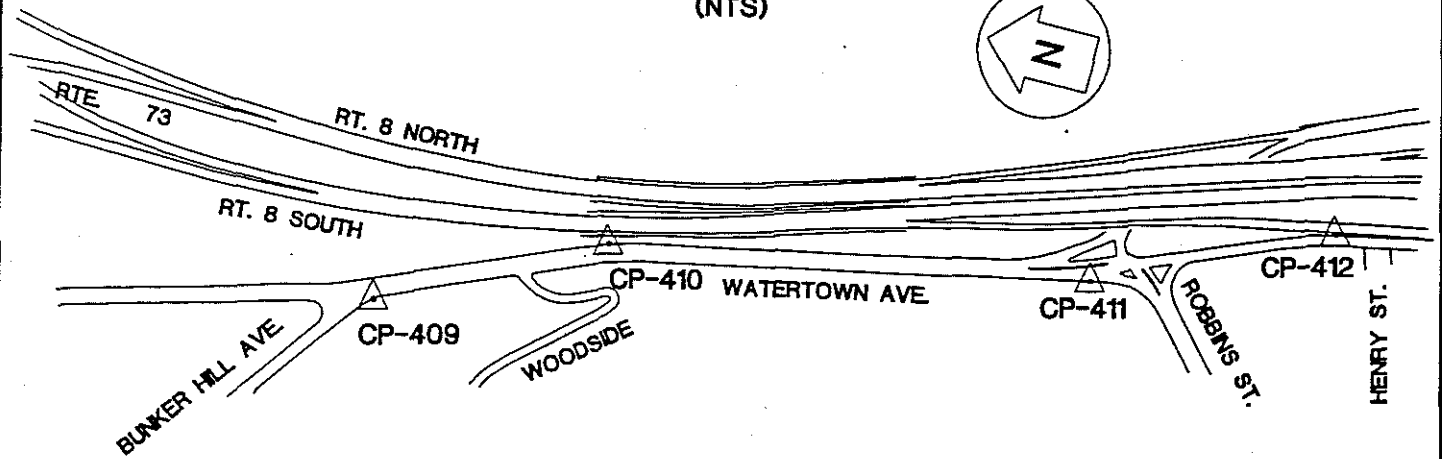 (NTS)
N
RTE. 73
RT. 8 NORTH
RT. 8 SOUTH
CP-410
WATERTOWN AVE.
CP-409
CP-411
CP-412
BUNKER HILL AVE.
WOODSIDE
ROBBINS ST.
HENRY ST.